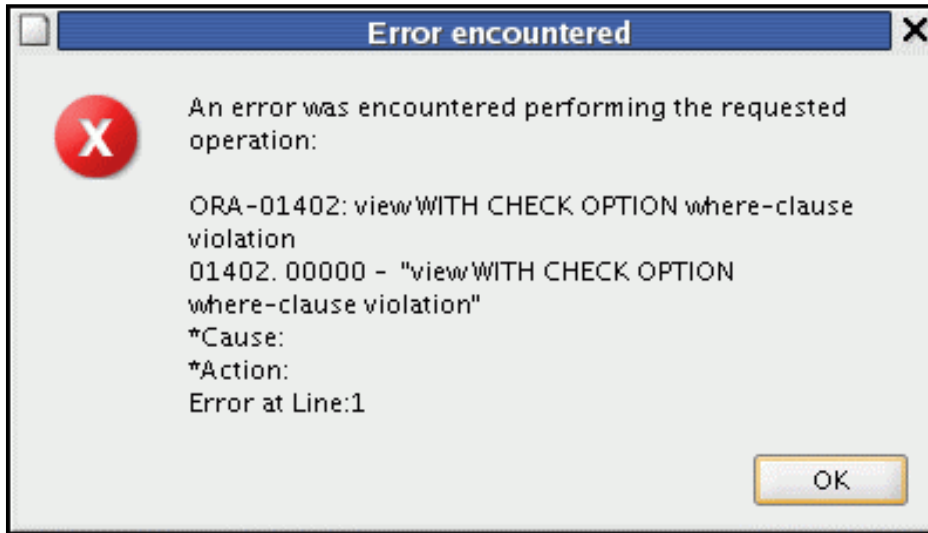 Error encountered
An error was encountered performing the requested
operation:
ORA-01402: view WITH CHECK OPTION where-clause
violation
01402. 00000 - "view WITH CHECK OPTION
where-clause violation"
*Cause:
*Action:
Error at Line:1
OK